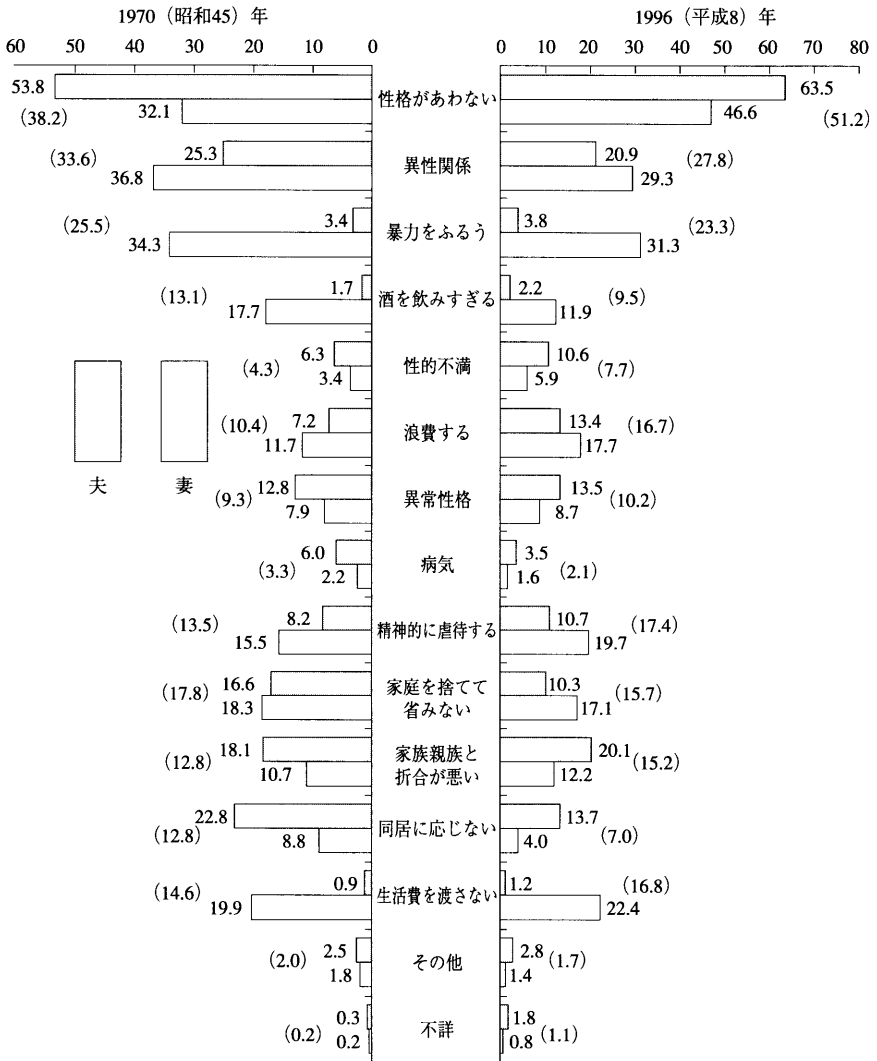 1970（昭和45）年 1996（平成8）年
60 50 40 30 20 10 0 0 10 20 30 40 50 60 70 80
53.8 性格があわない 63.5
(38.2) 32.1 46.6 (51.2)
(33.6) 25.3 異性関係 20.9 (27.8)
36.8 29.3
(25.5) 3.4 暴力をふるう 3.8 (23.3)
34.3 31.3
(13.1) 1.7 酒を飲みすぎる 2.2 (9.5)
17.7 11.9
(4.3) 6.3 性的不満 10.6 (7.7)
3.4 5.9
(10.4) 7.2 浪費する 13.4 (16.7)
11.7 17.7
夫 妻
(9.3) 12.8 異常性格 13.5 (10.2)
7.9 8.7
(3.3) 6.0 病気 3.5 (2.1)
2.2 1.6
(13.5) 8.2 精神的に虐待する 10.7 (17.4)
15.5 19.7
(17.8) 16.6 家庭を捨てて 10.3 (15.7)
18.3 省みない 17.1
(12.8) 18.1 家族親族と 20.1 (15.2)
10.7 折合が悪い 12.2
(12.8) 22.8 同居に応じない 13.7 (7.0)
8.8 4.0
(14.6) 0.9 生活費を渡さない 1.2 (16.8)
19.9 22.4
(2.0) 2.5 その他 2.8 (1.7)
1.8 1.4
(0.2) 0.3 不詳 1.8 (1.1)
0.2 0.8